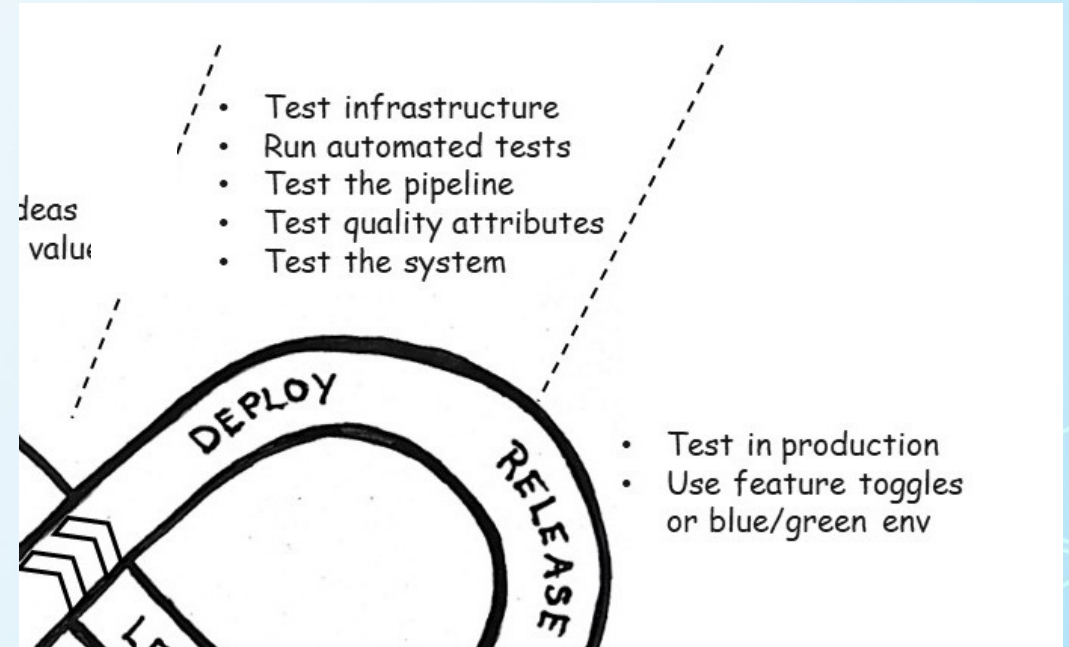 • Test infrastructure
• Run automated tests
• Test the pipeline
• Test quality attributes
• Test the system
value
DEPLOY
RELEASE
• Test in production
• Use feature toggles
or blue/green env